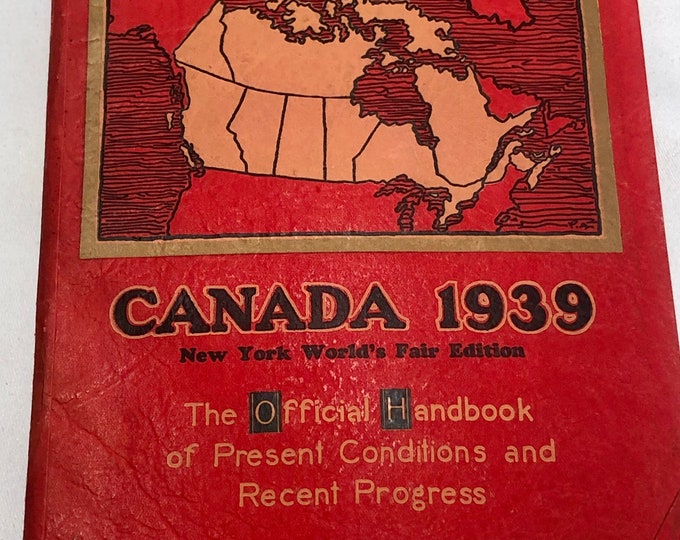 CANADA 1939
New York World's Fair Edition
The Official Handbook
of Present Conditions and
Recent Progress